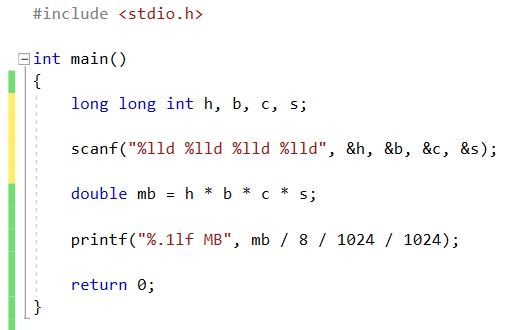 #include <stdio.h>
int main()
{
long long int h, b, c, s;
scanf("%lld %lld %lld %lld", &h, &b, &c, &s);
double mb = h * b * c * s;
printf("%.1lf MB", mb / 8 / 1024 / 1024);
return 0;
}